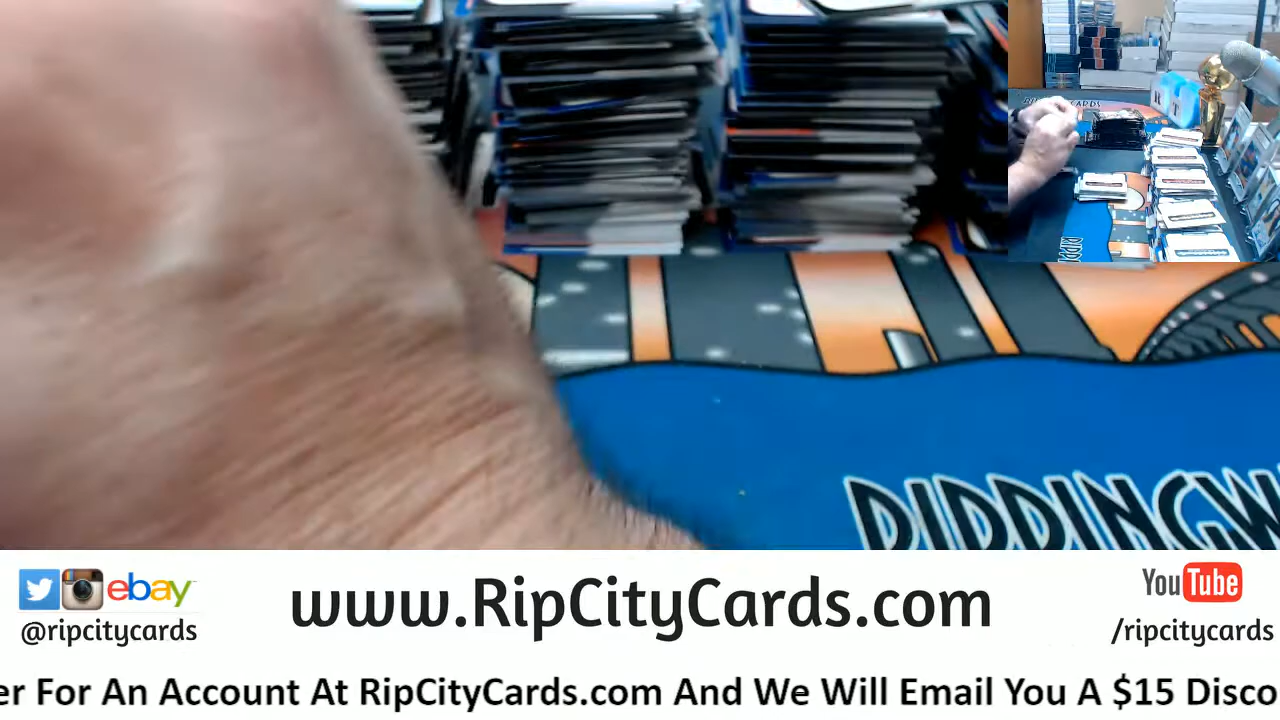 RIPPINGW
ebay
@ripcitycards
www.RipCityCards.com
YouTube
/ripcitycards
er For An Account At RipCityCards.com And We Will Email You A $15 Disco